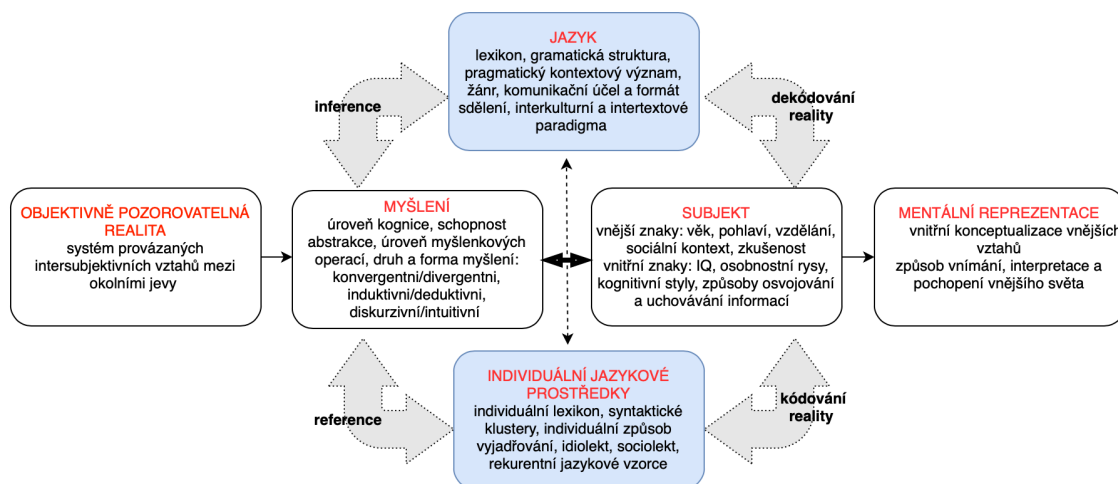 JAZYK
lexikon, gramatická struktura,
pragmatický kontextový význam,
žánr, komunikační účel a formát
sdělení, interkulturní a intertextové
paradigma
inference
dekódování
reality
OBJEKTIVNĚ POZOROVATELNÁ
REALITA
systém provázaných
intersubjektivních vztahů mezi
okolními jevy
MYŠLENÍ
úroveň kognice, schopnost
abstrakce, úroveň myšlenkových
operací, druh a forma myšlení:
konvergentni/divergentni,
induktivni/deduktivni,
diskurzivní/intuitivní
SUBJEKT
vnější znaky: věk, pohlaví, vzdělání,
sociální kontext, zkušenost
vnitřní znaky: IQ, osobnostní rysy,
kognitivní styly, způsoby osvojování
a uchovávání informací
MENTÁLNÍ REPREZENTACE
vnitřní konceptualizace vnějších
vztahů
způsob vnímání, interpretace a
pochopení vnějšího světa
reference
kódování
reality
INDIVIDUÁLNÍ JAZYKOVÉ
PROSTŘEDKY
individuální lexikon, syntaktické
klustery, individuální způsob
vyjadřování, idiolekt, sociolekt,
rekurentní jazykové vzorce